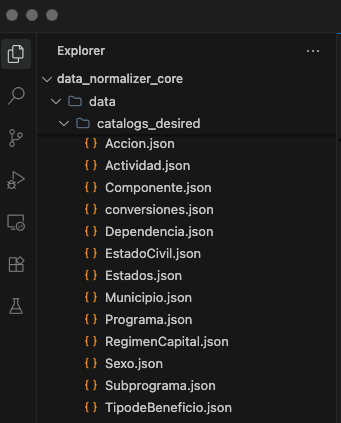 Explorer
data_normalizer_core
data
catalogs_desired
Accion.json
Actividad.json
Componente.json
conversiones.json
Dependencia.json
EstadoCivil.json
Estados.json
Municipio.json
Programa.json
RegimenCapital.json
Sexo.json
Subprograma.json
TipodeBeneficio.json